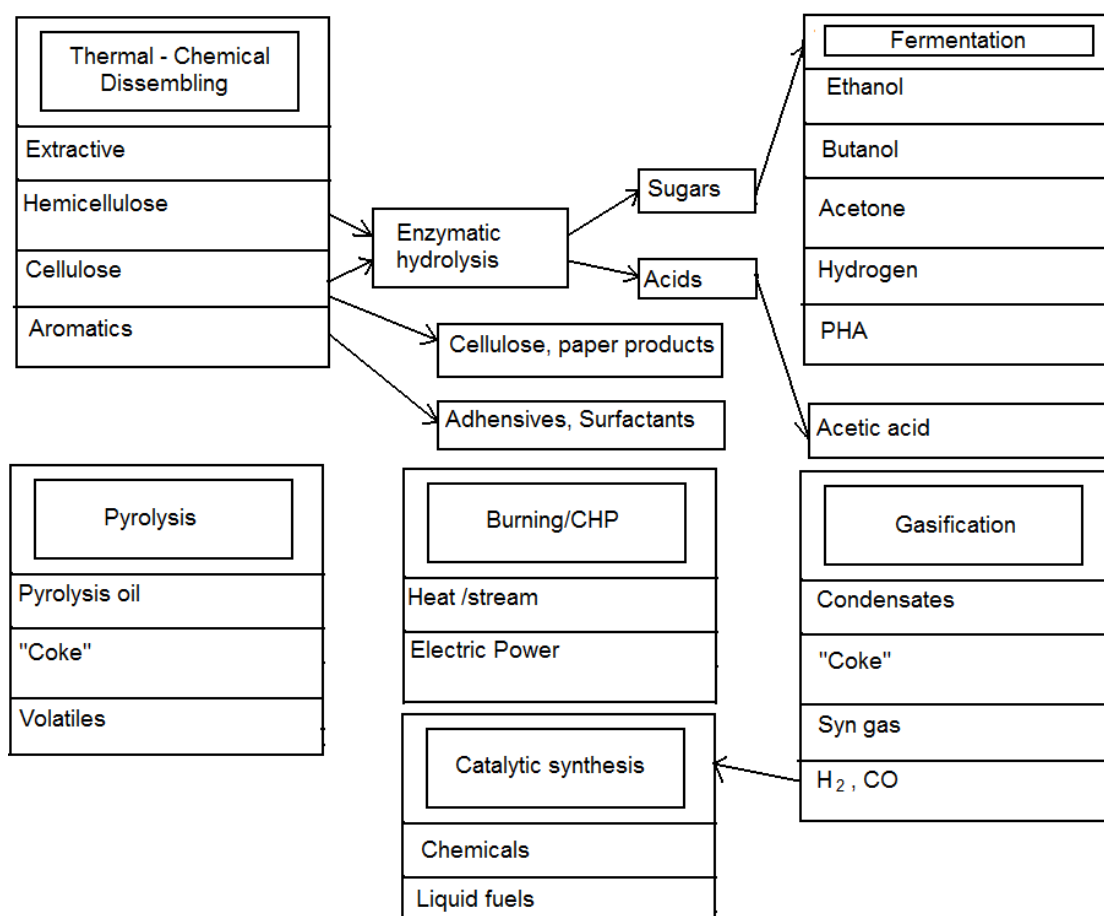 Thermal - Chemical
Dissembling
Extractive
Hemicellulose
Cellulose
Aromatics
Enzymatic
hydrolysis
Sugars
Acids
Cellulose, paper products
Adhensives, Surfactants
Fermentation
Ethanol
Butanol
Acetone
Hydrogen
PHA
Acetic acid
Pyrolysis
Pyrolysis oil
"Coke"
Volatiles
Burning/CHP
Heat /stream
Electric Power
Catalytic synthesis
Chemicals
Liquid fuels
Gasification
Condensates
"Coke"
Syn gas
H₂ , CO